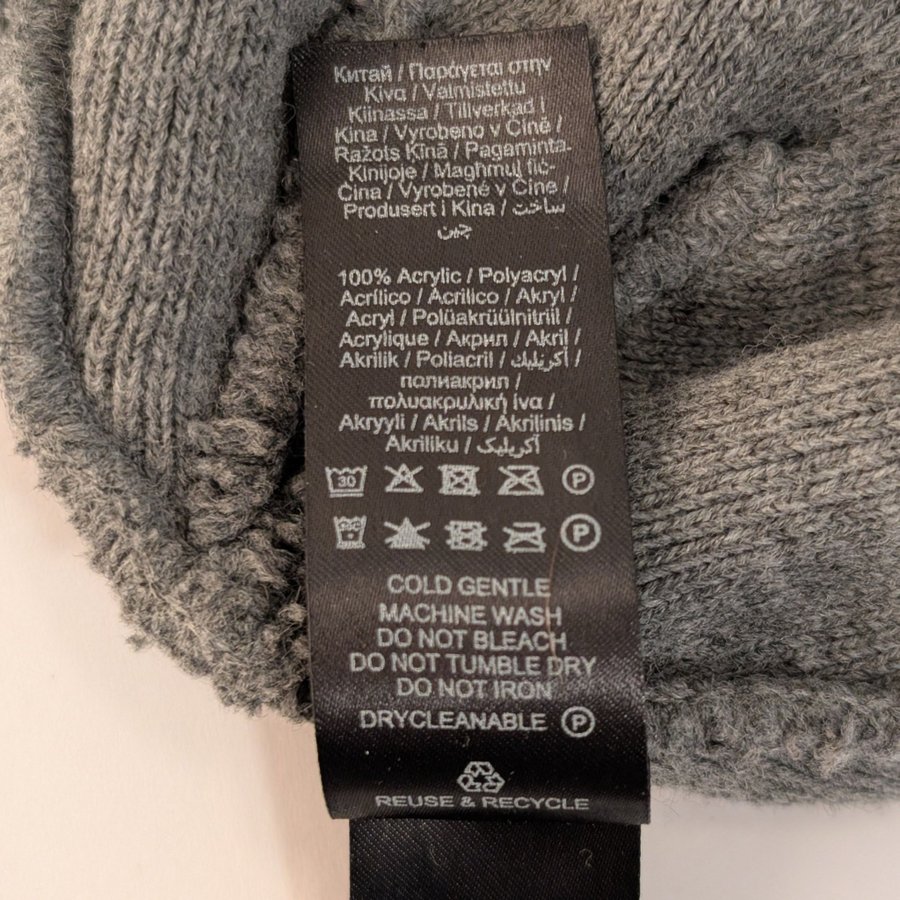 Китай / Παράγεται στην
Κίνα / Valmistettu
Kiinassa / Tillverkad i
Kina / Vyrobeno v Číně /
Ražots Ķīnā / Pagaminta
Kinijoje / Magħmul fiċ-
Ċina / Vyrobené v Číne /
Produsert i Kina / ساخت
چین
100% Acrylic / Polyacryl /
Acrílico / Acrilico / Akryl /
Acryl / Polüakrüülnitriil /
Acrylique / Акрил / Akril /
Akrilik / Poliacril / أكريليك /
полиакрил /
πολυακρυλική ίνα /
Akryyli / Akrils / Akrilinis /
Akriliku / آکریلیک
30
P
P
COLD GENTLE
MACHINE WASH
DO NOT BLEACH
DO NOT TUMBLE DRY
DO NOT IRON
DRYCLEANABLE P
REUSE & RECYCLE